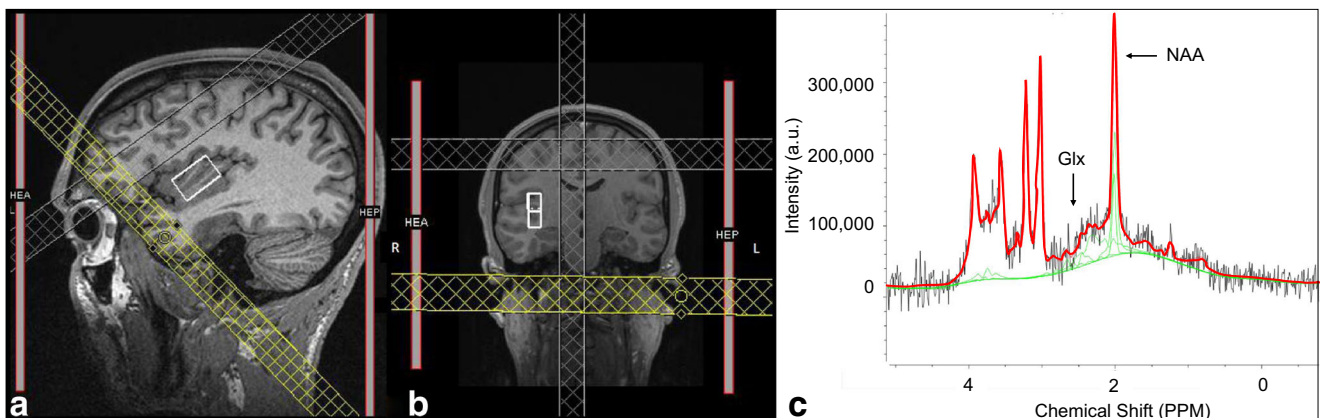 HEA
L
HEP
a
R
HEA
HEP
L
b
Intensity (a.u.)
300,000
200,000
100,000
0
NAA
Glx
4
2
0
Chemical Shift (PPM)
c